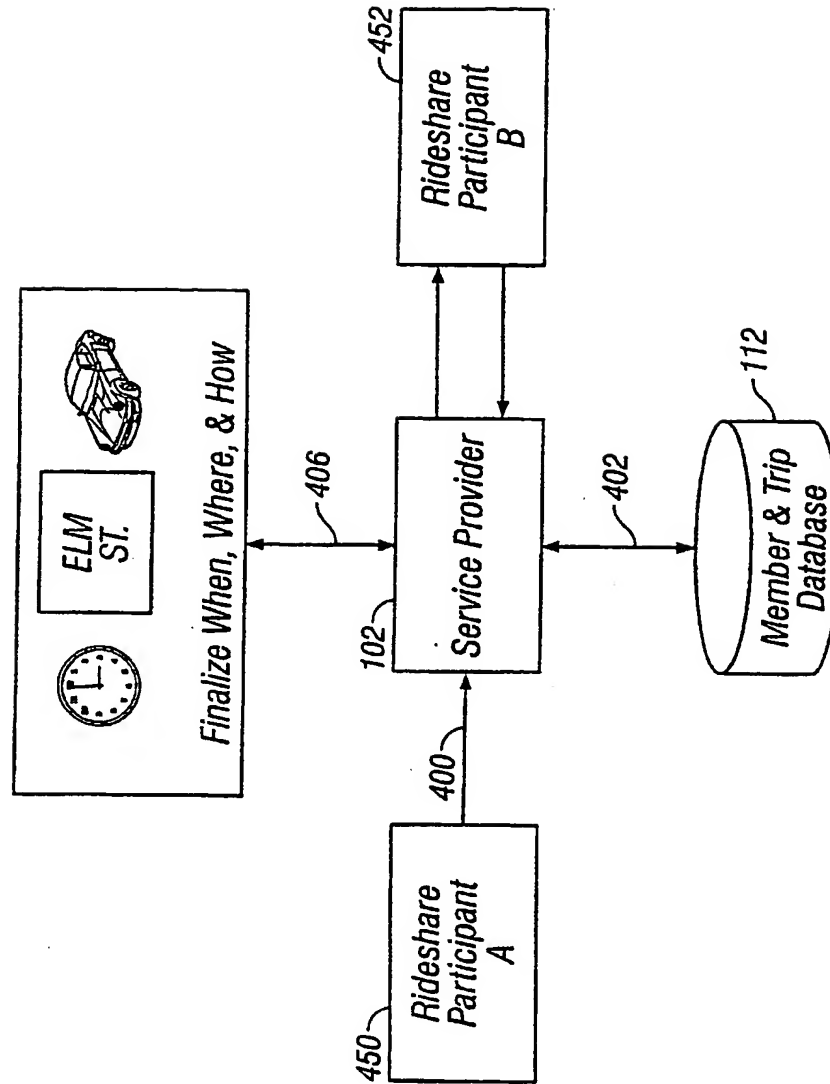 ELM
ST.
Finalize When, Where, & How
406
450
Rideshare
Participant
A
400
102
Service Provider
452
Rideshare
Participant
B
402
112
Member & Trip
Database